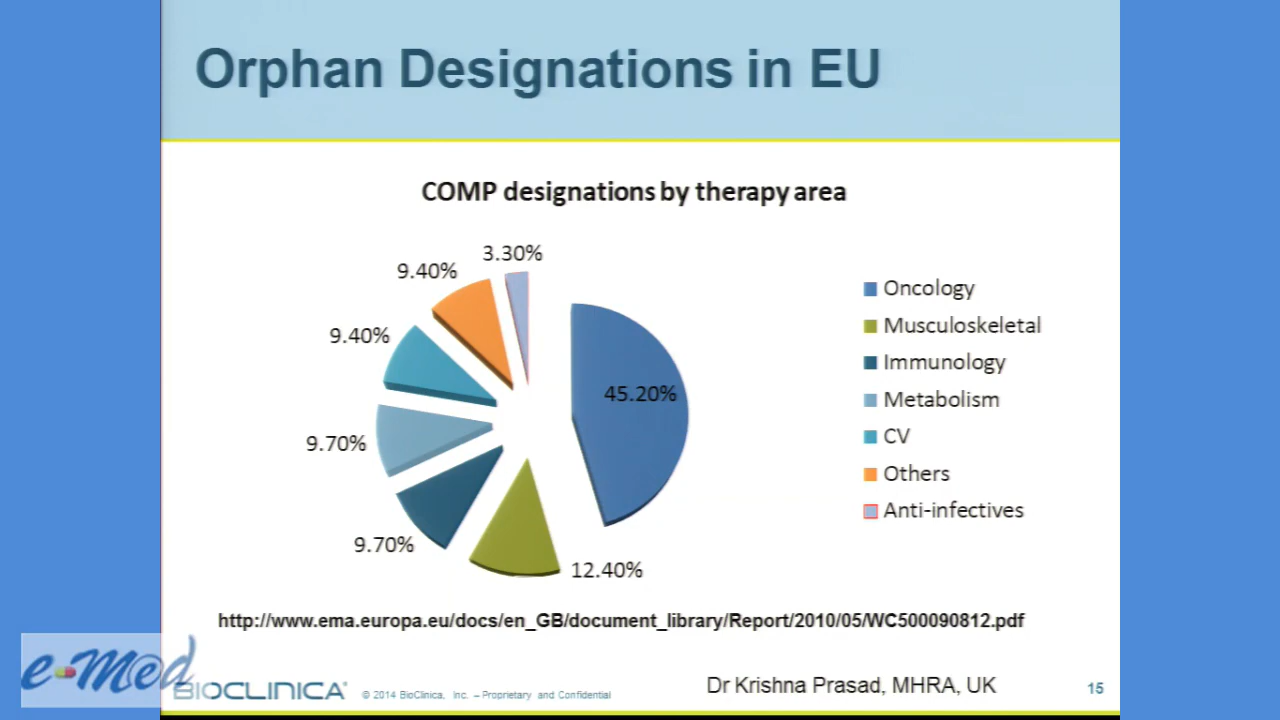 Orphan Designations in EU
COMP designations by therapy area
3.30%
9.40%
9.40%
45.20%
9.70%
9.70%
12.40%
Oncology
Musculoskeletal
Immunology
Metabolism
CV
Others
Anti-infectives
http://www.ema.europa.eu/docs/en_GB/document_library/Report/2010/05/WC500090812.pdf
e-Med
BIOCLINICA®
© 2014 BioClinica, Inc. – Proprietary and Confidential
Dr Krishna Prasad, MHRA, UK
15